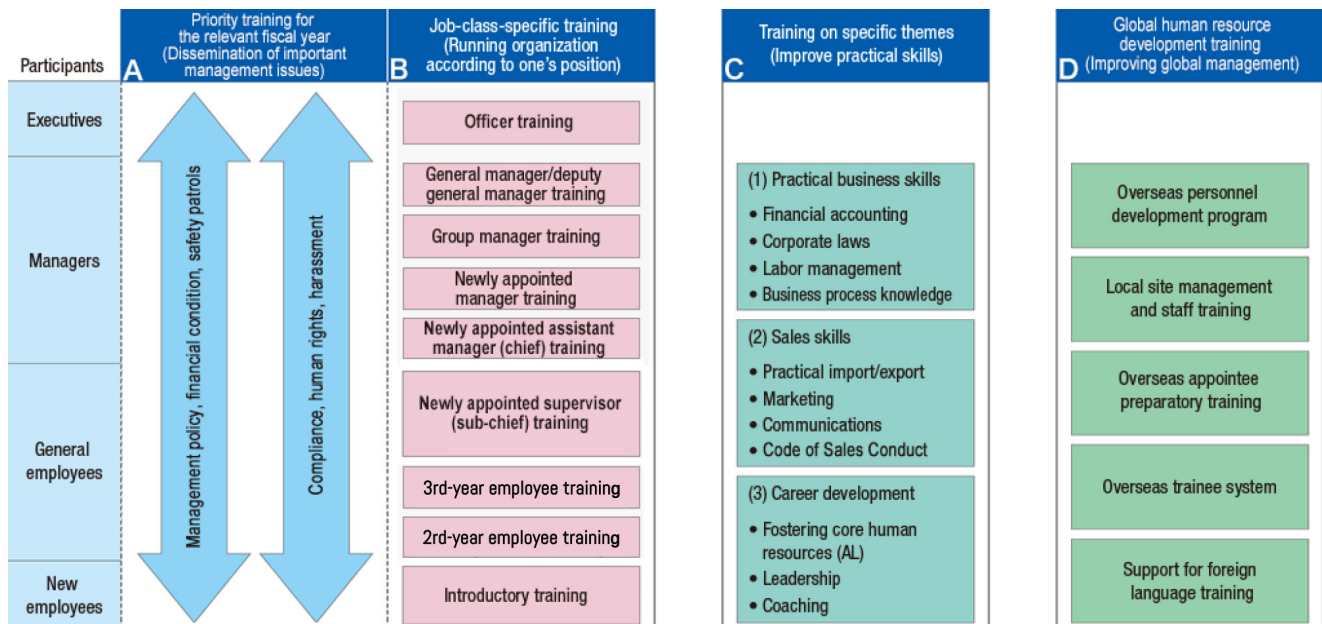 Participants
A
Priority training for
the relevant fiscal year
(Dissemination of important
management issues)
B
Job-class-specific training
(Running organization
according to one's position)
C
Training on specific themes
(Improve practical skills)
D
Global human resource
development training
(Improving global management)
Executives
Managers
General
employees
New
employees
Management policy, financial condition, safety patrols
Compliance, human rights, harassment
Officer training
General manager/deputy
general manager training
Group manager training
Newly appointed
manager training
Newly appointed assistant
manager (chief) training
Newly appointed supervisor
(sub-chief) training
3rd-year employee training
2rd-year employee training
Introductory training
(1) Practical business skills
• Financial accounting
• Corporate laws
• Labor management
• Business process knowledge
(2) Sales skills
• Practical import/export
• Marketing
• Communications
• Code of Sales Conduct
(3) Career development
• Fostering core human
resources (AL)
• Leadership
• Coaching
Overseas personnel
development program
Local site management
and staff training
Overseas appointee
preparatory training
Overseas trainee system
Support for foreign
language training